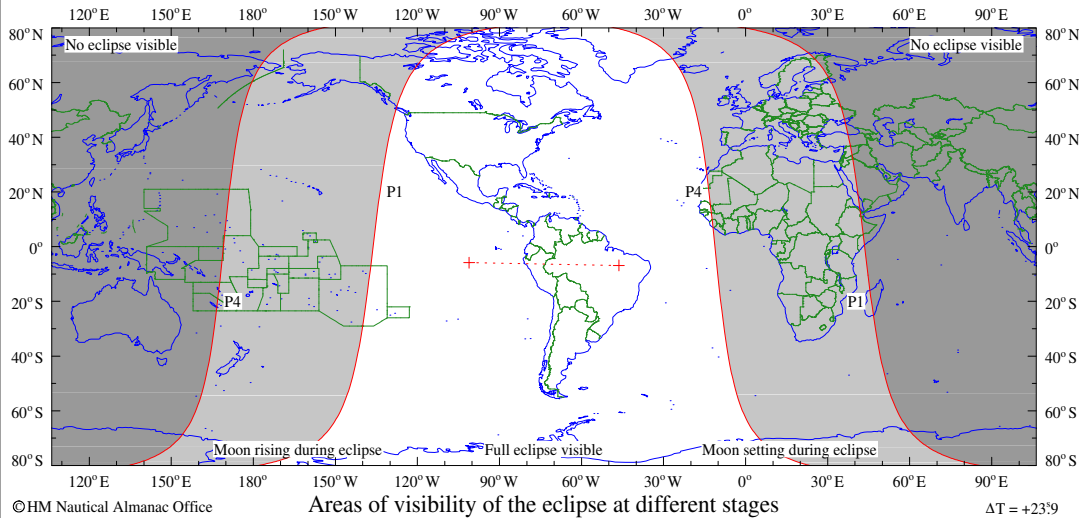 120°E 150°E 180° 150°W 120°W 90°W 60°W 30°W 0° 30°E 60°E 90°E
80°N 80°N
No eclipse visible No eclipse visible
60°N 60°N
40°N 40°N
20°N P1 P4 20°N
0° 0°
20°S P4 P1 20°S
40°S 40°S
60°S 60°S
Moon rising during eclipse Full eclipse visible Moon setting during eclipse
80°S 80°S
120°E 150°E 180° 150°W 120°W 90°W 60°W 30°W 0° 30°E 60°E 90°E
©HM Nautical Almanac Office Areas of visibility of the eclipse at different stages ΔT = +23ˢ.9